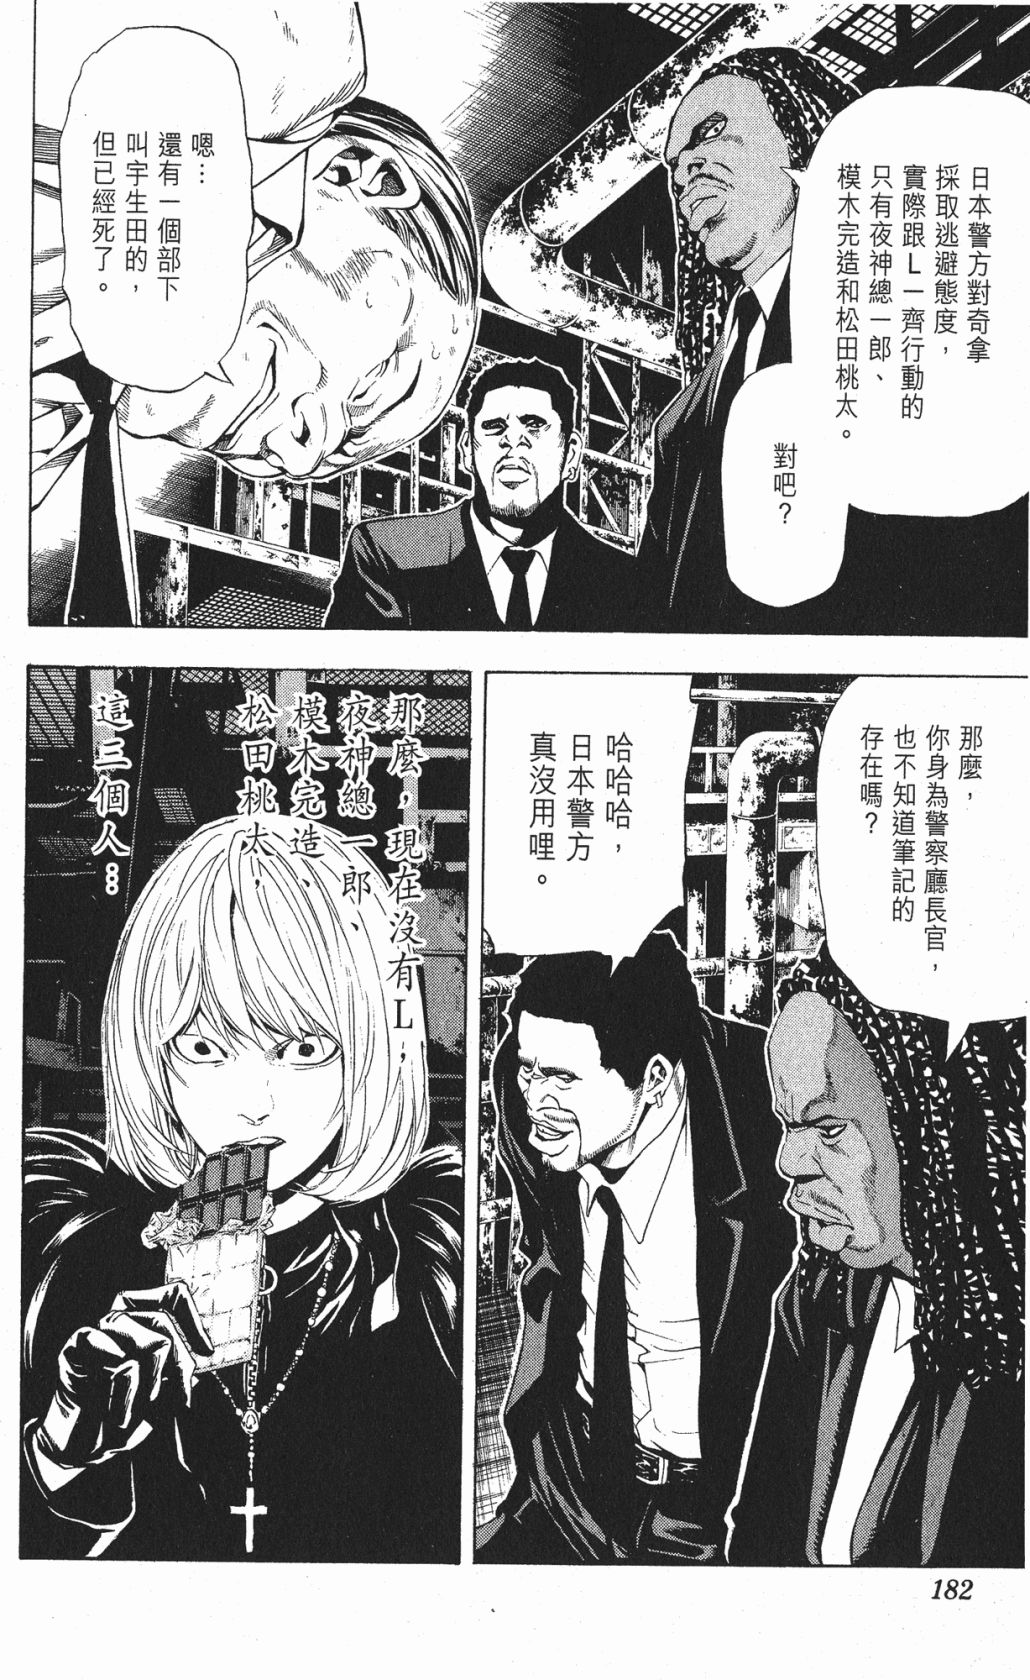 日本警方對奇拿
採取逃避態度，
實際跟L一齊行動的
只有夜神總一郎、
模木完造和松田桃太。
對吧？
嗯…
還有一個部下
叫宇生田的，
但已經死了。
那麼，
你身為警察廳長官，
也不知道筆記的
存在嗎？
哈哈哈，
日本警方
真沒用哩。
那麼，現在沒有L，
夜神總一郎、
模木完造、
松田桃太，
這三個人…
182